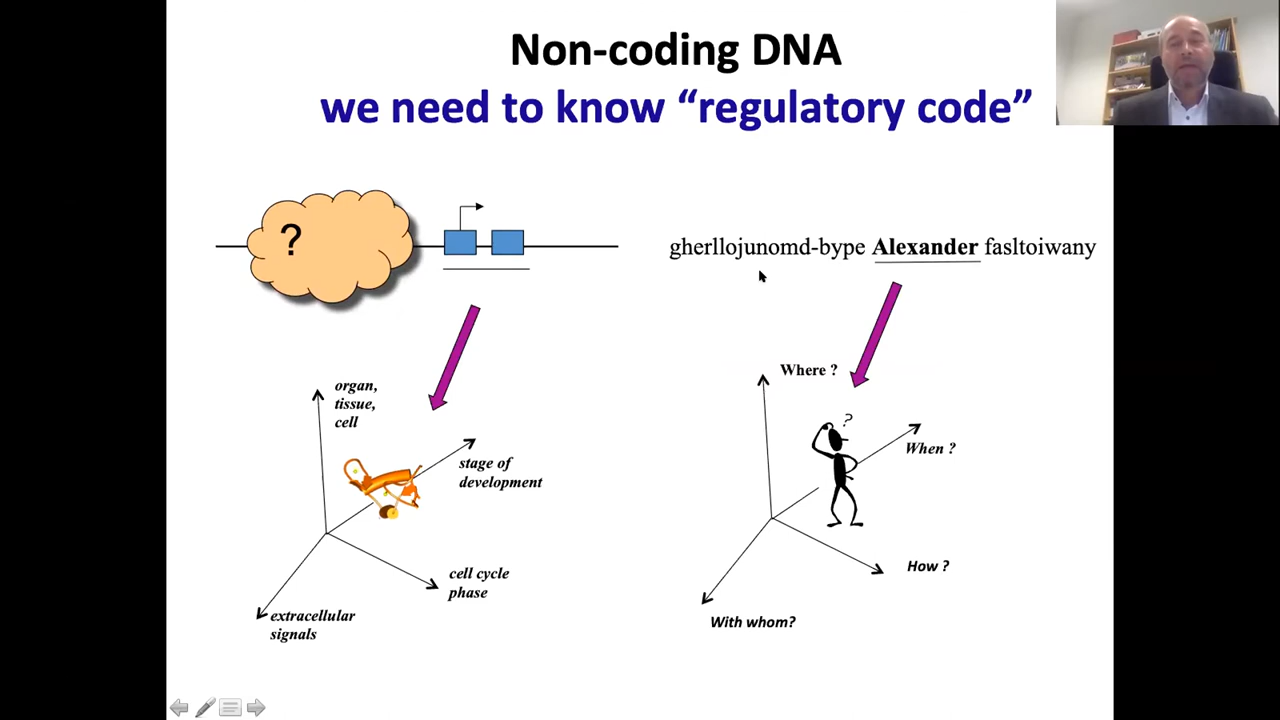 Non-coding DNA
we need to know “regulatory code”
?
gherllojunomd-bype Alexander fasltoiwany
organ,
tissue,
cell
stage of
development
cell cycle
phase
extracellular
signals
Where ?
?
When ?
How ?
With whom?